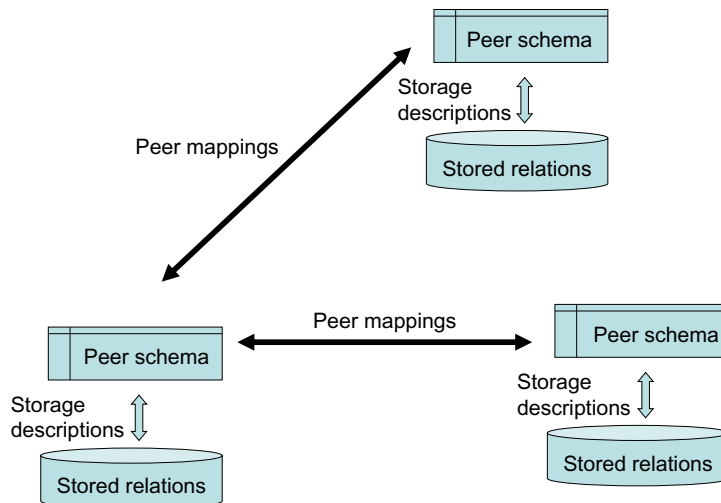 Peer schema
Storage
descriptions
Peer mappings
Stored relations
Peer mappings
Peer schema
Peer schema
Storage
descriptions
Stored relations
Storage
descriptions
Stored relations